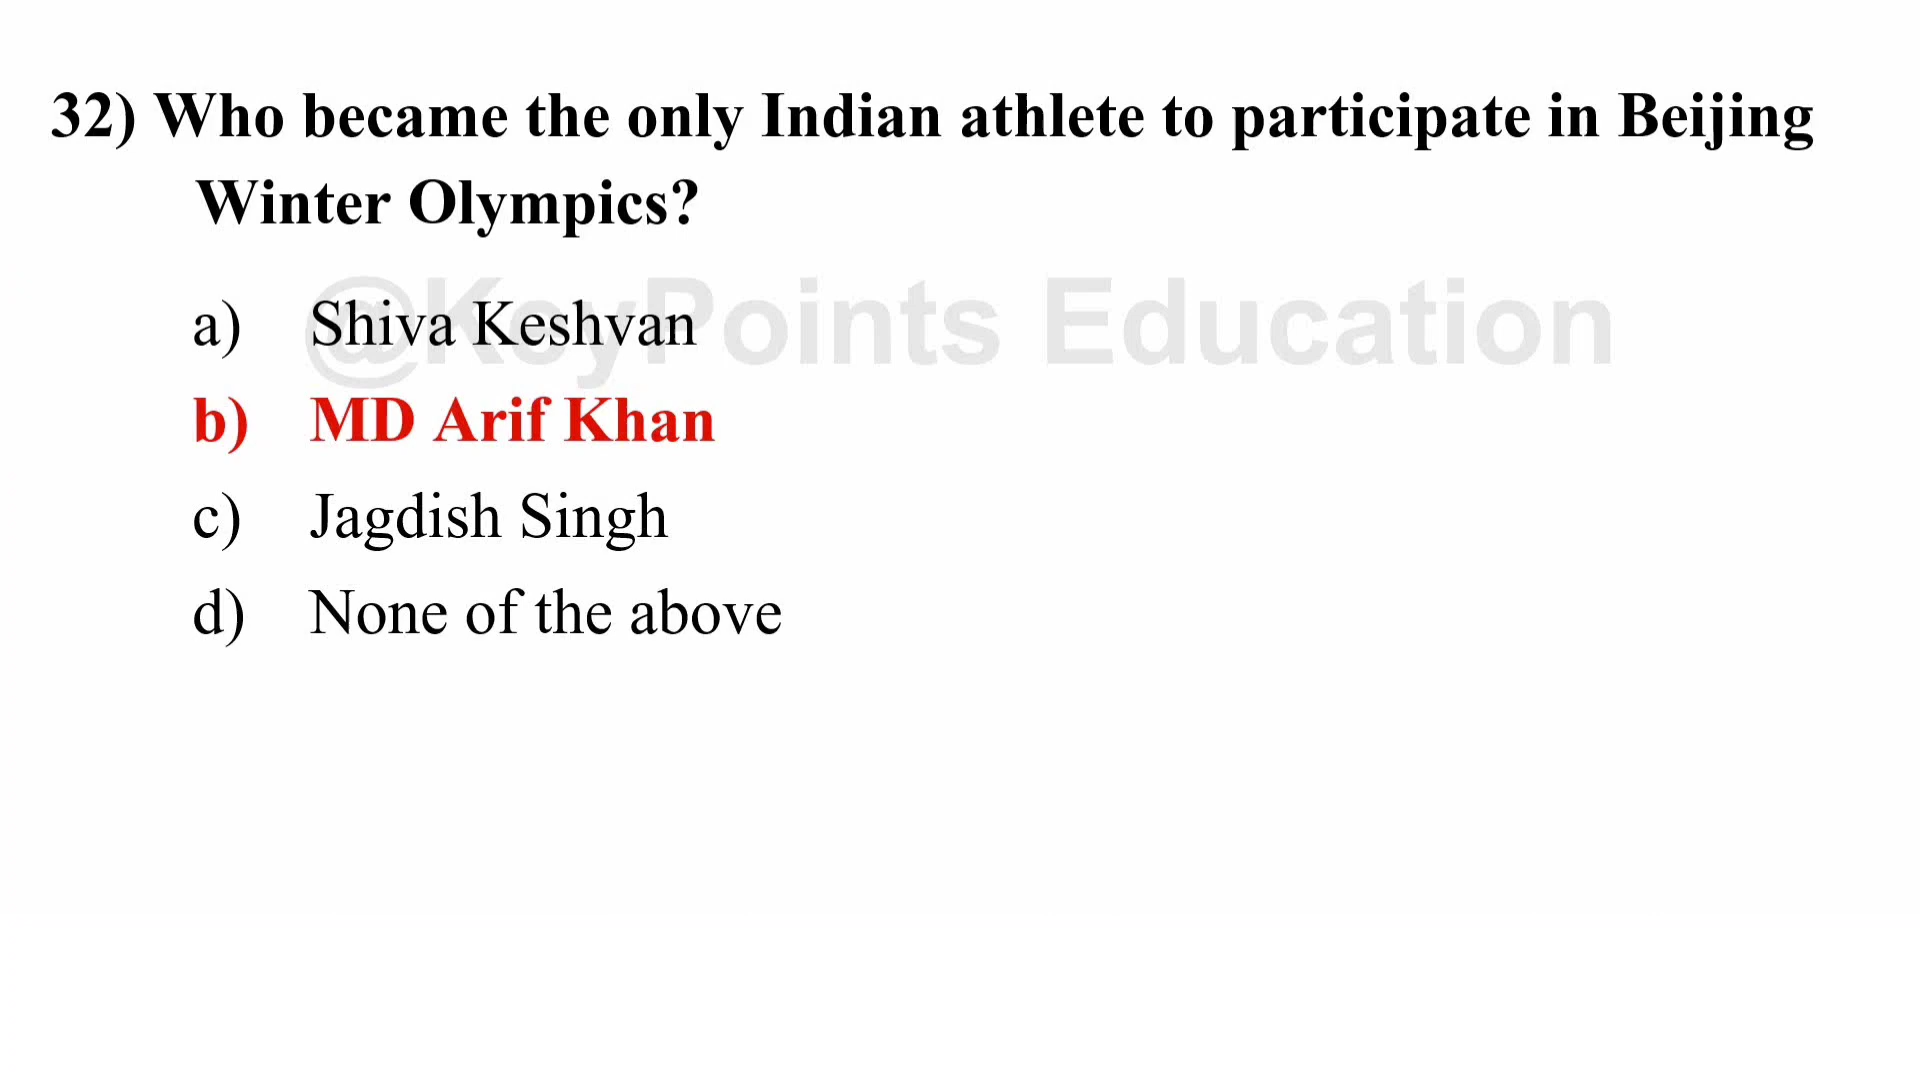 32) Who became the only Indian athlete to participate in Beijing
Winter Olympics?
@KeyPoints Education
a) Shiva Keshvan
b) MD Arif Khan
c) Jagdish Singh
d) None of the above